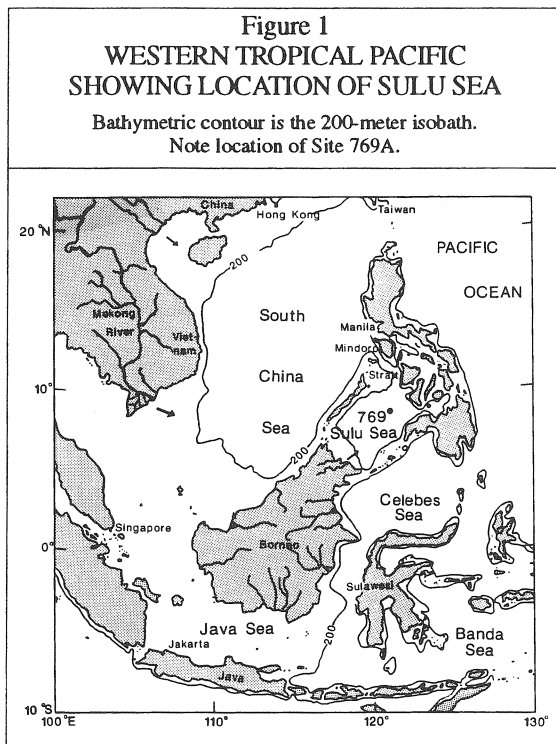 Figure 1
WESTERN TROPICAL PACIFIC
SHOWING LOCATION OF SULU SEA
Bathymetric contour is the 200-meter isobath.
Note location of Site 769A.
China
Hong Kong
Taiwan
20°N
PACIFIC
OCEAN
200
South
China
Sea
Mekong
River
Viet-
nam
Manila
Mindoro
Strait
10°
769
Sulu Sea
200
Celbes
Sea
Singapore
0°
Borneo
Sulawesi
Java Sea
200
Banda
Sea
Jakarta
Java
10°S
100°E
110°
120°
130°